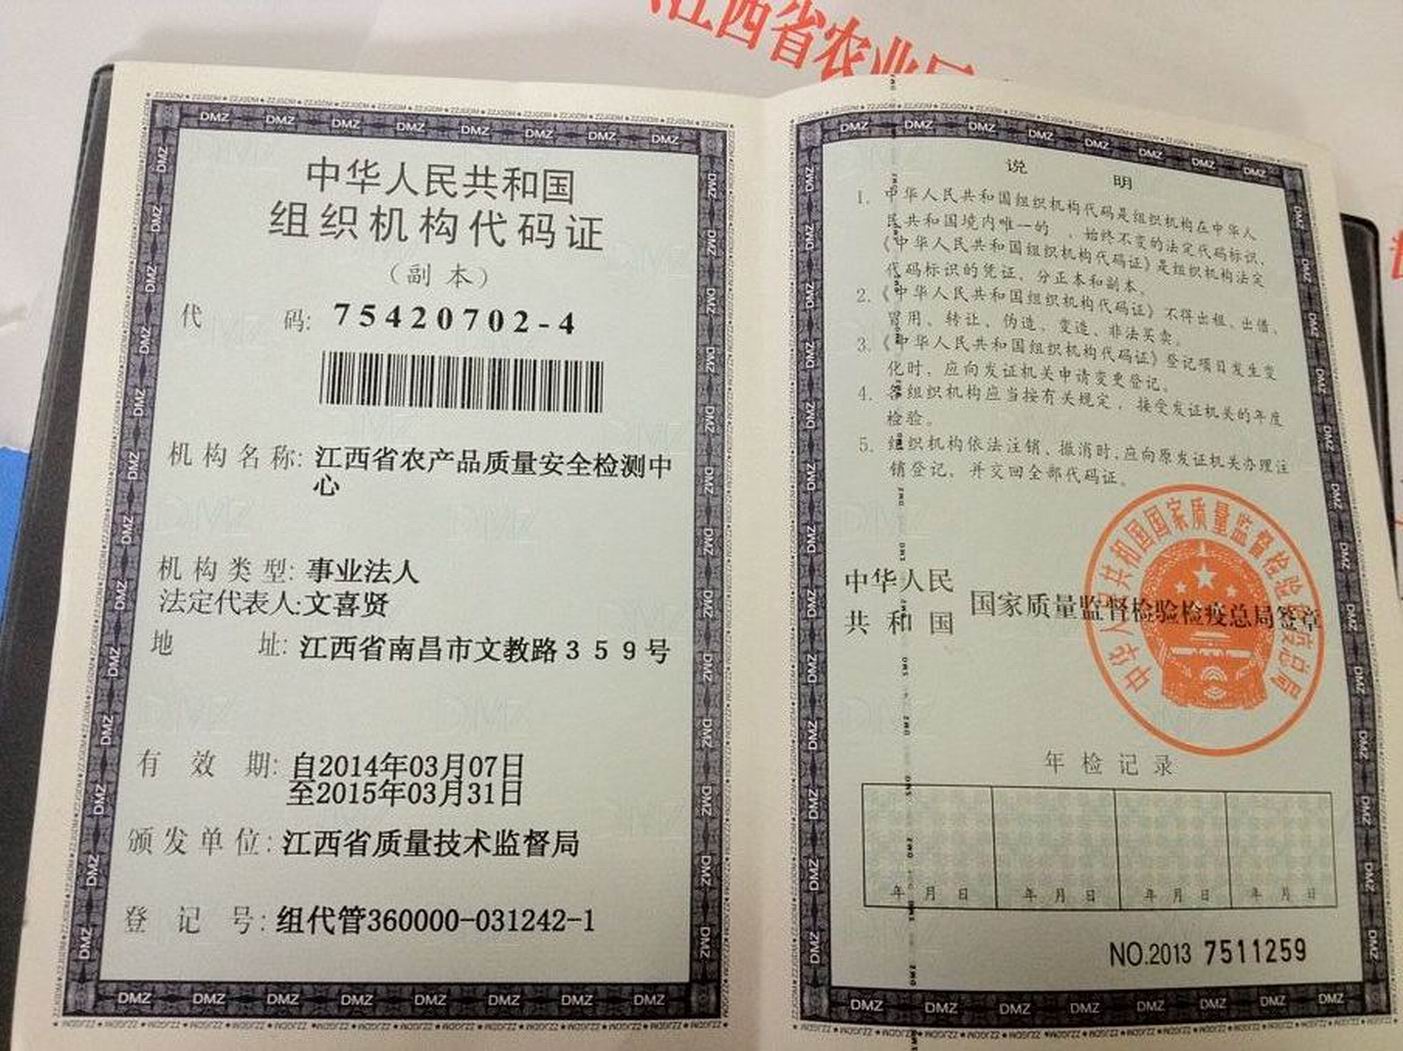 江西省农业厅
中华人民共和国
组织机构代码证
（副本）
代 码: 75420702-4
机构名称: 江西省农产品质量安全检测中
心
机构类型: 事业法人
法定代表人:文喜贤
地 址: 江西省南昌市文教路３５９号
有 效 期: 自2014年03月07日
至2015年03月31日
颁发单位: 江西省质量技术监督局
登 记 号: 组代管360000-031242-1
说 明
1. 中华人民共和国组织机构代码是组织机构在中华人
民共和国境内唯一的 、始终不变的法定代码标识,
《中华人民共和国组织机构代码证》是组织机构法定
代码标识的凭证，分正本和副本。
2.《中华人民共和国组织机构代码证》不得出租、出借、
冒用、转让、伪造、变造、非法买卖。
3.《中华人民共和国组织机构代码证》登记项目发生变
化时，应向发证机关申请变更登记。
4. 各组织机构应当按有关规定，接受发证机关的年度
检验。
5. 组织机构依法注销、撤消时,应向原发证机关办理注
销登记，并交回全部代码证。
中华人民
共和国
国家质量监督检验检疫总局签章
中华人民共和国国家质量监督检验检疫总局
年检记录
年 月 日 年 月 日 年 月 日 年 月 日
NO.2013 7511259